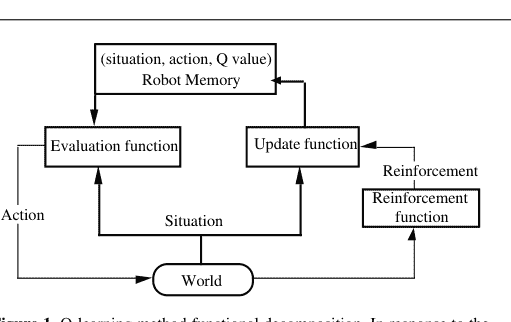 (situation, action, Q value)
Robot Memory
Evaluation function
Update function
Reinforcement
Reinforcement
function
Action
Situation
World
Figure 1. Q-learning method functional decomposition. In response to the